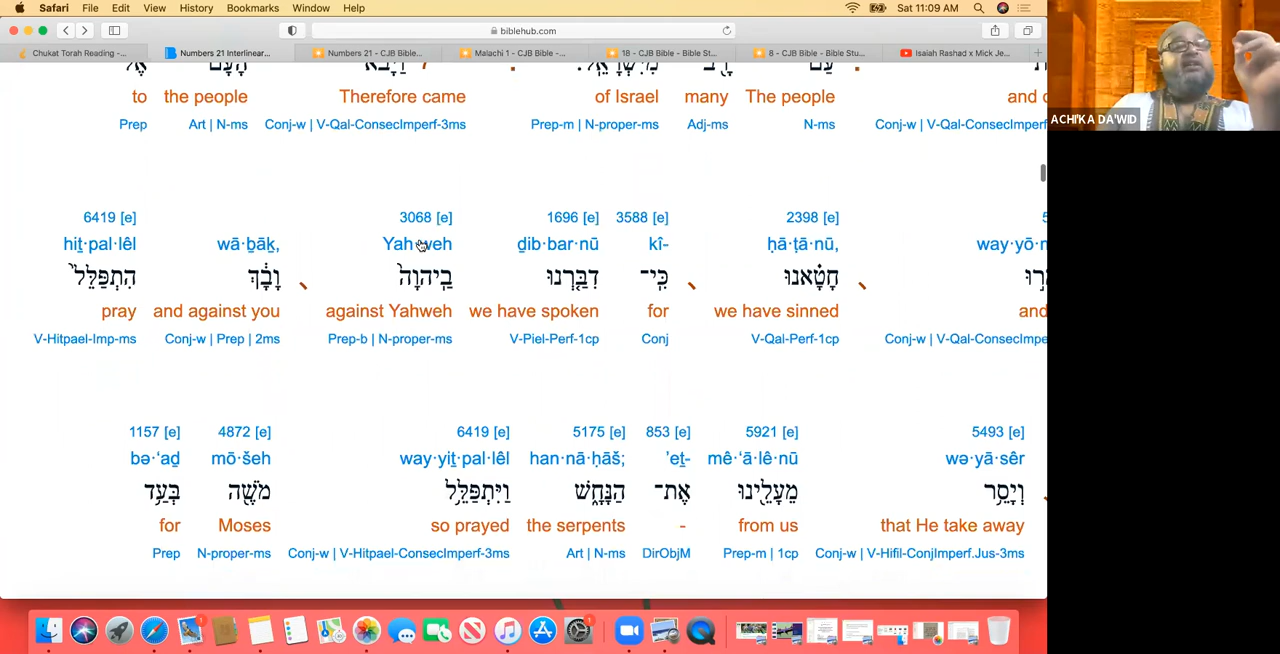 Safari File Edit View History Bookmarks Window Help Sat 11:09 AM
biblehub.com
Chukat Torah Reading - ... Numbers 21 Interlinear... Numbers 21 - CJB Bible... Malachi 1 - CJB Bible -... 18 - CJB Bible - Bible St... 8 - CJB Bible - Bible Stu... Isaiah Rashad x Mick Je...
to the people Therefore came of Israel many The people and
Prep Art | N-ms Conj-w | V-Qal-ConsecImperf-3ms Prep-m | N-proper-ms Adj-ms N-ms Conj-w | V-Qal-ConsecImperf
6419 [e] 3068 [e] 1696 [e] 3588 [e] 2398 [e]
hiṯ·pal·lêl wā·ḇāḵ, Yah·weh ḏib·bar·nū kî- ḥā·ṭā·nū,
הִתְפַּלֵּל֙ וָבָ֔ךְ בַֽיהוָה֙ דִבַּ֤רְנוּ כִּֽי־ חָטָ֗אנוּ
pray and against you against Yahweh we have spoken for we have sinned and
V-Hitpael-Imp-ms Conj-w | Prep | 2ms Prep-b | N-proper-ms V-Piel-Perf-1cp Conj V-Qal-Perf-1cp Conj-w | V-Qal-ConsecImpe
1157 [e] 4872 [e] 6419 [e] 5175 [e] 853 [e] 5921 [e] 5493 [e]
bə·‘aḏ mō·šeh way·yiṯ·pal·lêl han·nā·ḥāš; ’eṯ- mê·‘ā·lê·nū wə·yā·sêr
בְּעַ֥ד מֹשֶׁ֖ה וַיִּתְפַּלֵּ֥ל הַנָּחָ֑שׁ אֶת־ מֵעָלֵ֖ינוּ וְיָסֵ֥ר
for Moses so prayed the serpents - from us that He take away
Prep N-proper-ms Conj-w | V-Hitpael-ConsecImperf-3ms Art | N-ms DirObjM Prep-m | 1cp Conj-w | V-Hifil-ConjImperf.Jus-3ms
ACHI'KA DA'WID